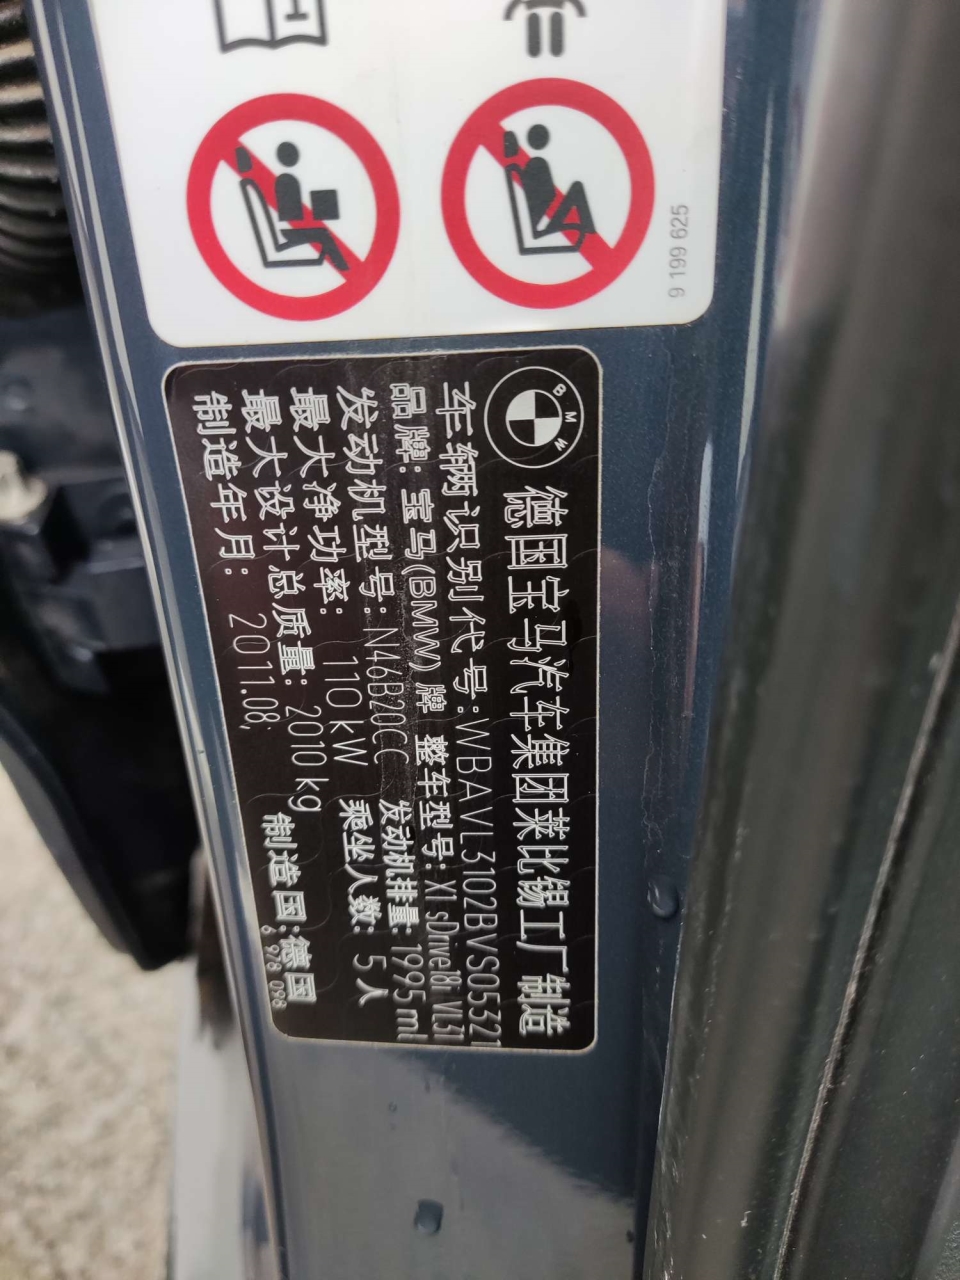 9 199 625
BMW
德国宝马汽车集团莱比锡工厂 制造
车辆识别代号:WBAVL3102BVS05521
品牌: 宝马(BMW) 牌 整车型号: X1 sDrive18i VL31
发动机型号:N46B20CC 发动机排量: 1995 ml
最大净功率: 110 kW 乘坐人数: 5人
最大设计总质量: 2010 kg
制造年月: 2011.08. 制造国:德国
6 978 098